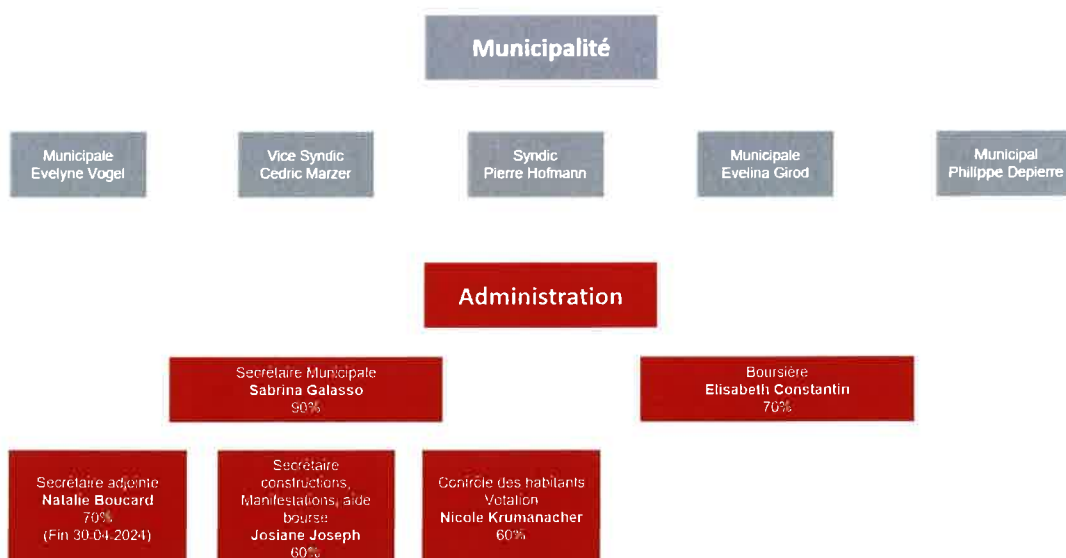 Municipalité
Municipale
Evelyne Vogel
Vice Syndic
Cédric Marzer
Syndic
Pierre Hofmann
Municipale
Evelina Girod
Municipal
Philippe Depierre
Administration
Secrétaire Municipale
Sabrina Galasso
90%
Boursière
Elisabeth Constantin
70%
Secrétaire adjointe
Natalie Boucard
70%
(Fin 30-04-2024)
Secrétaire
constructions,
Manifestations, aide
bourse
Josiane Joseph
60%
Contrôle des habitants
Votation
Nicole Krumanacher
60%